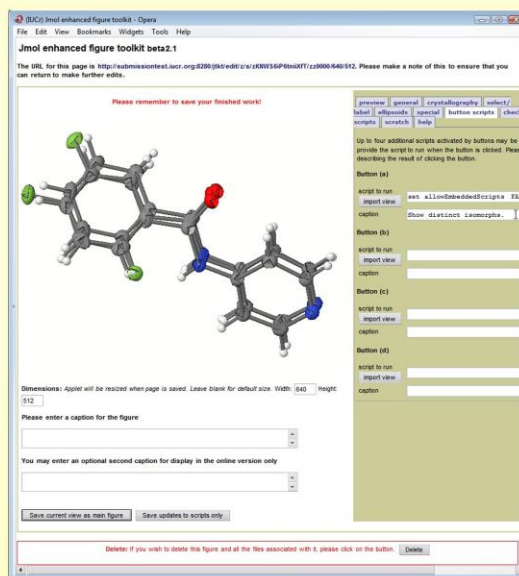 (IUCr) Jmol enhanced figure toolkit - Opera
File Edit View Bookmarks Widgets Tools Help
Jmol enhanced figure toolkit beta2.1
The URL for this page is http://submissiontest.iucr.org:8280/jtkt/edit/z/s/ Please make a note of this to ensure that you
can return to make further edits.
Please remember to save your finished work!
preview general crystallography select/
label ellipsoids special button scripts check
scripts scratch help
Up to four additional scripts activated by buttons may be
provide the script to run when the button is clicked. Pleas
describing the result of clicking the button.
Button (a)
script to run
import view set allowEmbeddedScripts FA
caption Show distinct isomorphs.
Button (b)
script to run
import view
caption
Button (c)
script to run
import view
caption
Button (d)
script to run
import view
caption
Dimensions: Applet will be resized when page is saved. Leave blank for default size. Width: 640 Height:
512
Please enter a caption for the figure
You may enter an optional second caption for display in the online version only
Save current view as main figure Save updates to scripts only
Delete: If you wish to delete this figure and all the files associated with it, please click on the button. Delete